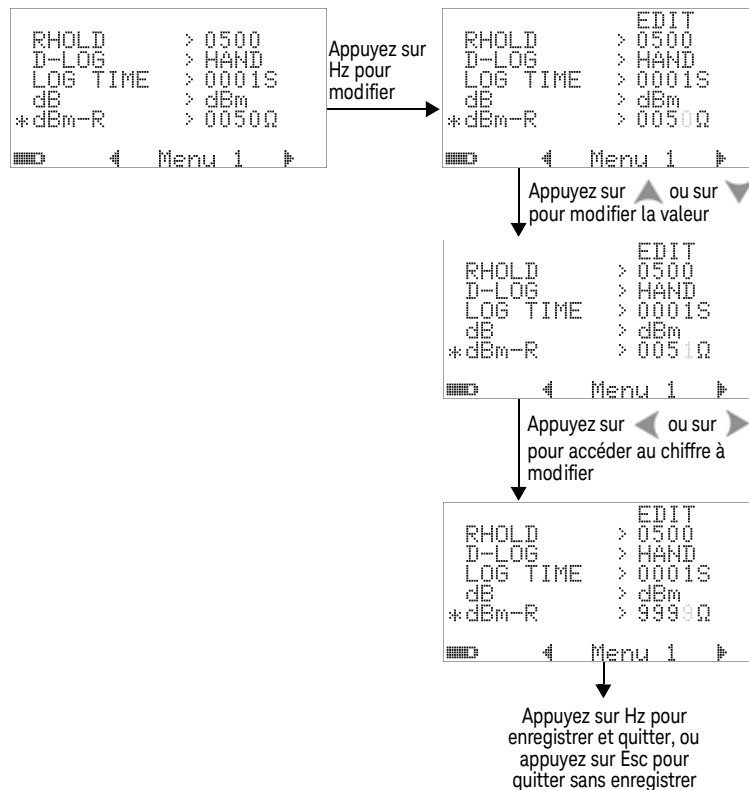 RHOLD > 0500
D-LOG > HAND
LOG TIME > 0001S
dB > dBm
*dBm-R > 0050Ω
Menu 1
Appuyez sur
Hz pour
modifier
EDIT
RHOLD > 0500
D-LOG > HAND
LOG TIME > 0001S
dB > dBm
*dBm-R > 0050Ω
Menu 1
Appuyez sur ou sur
pour modifier la valeur
EDIT
RHOLD > 0500
D-LOG > HAND
LOG TIME > 0001S
dB > dBm
*dBm-R > 0051Ω
Menu 1
Appuyez sur ou sur
pour accéder au chiffre à
modifier
EDIT
RHOLD > 0500
D-LOG > HAND
LOG TIME > 0001S
dB > dBm
*dBm-R > 9999Ω
Menu 1
Appuyez sur Hz pour
enregistrer et quitter, ou
appuyez sur Esc pour
quitter sans enregistrer